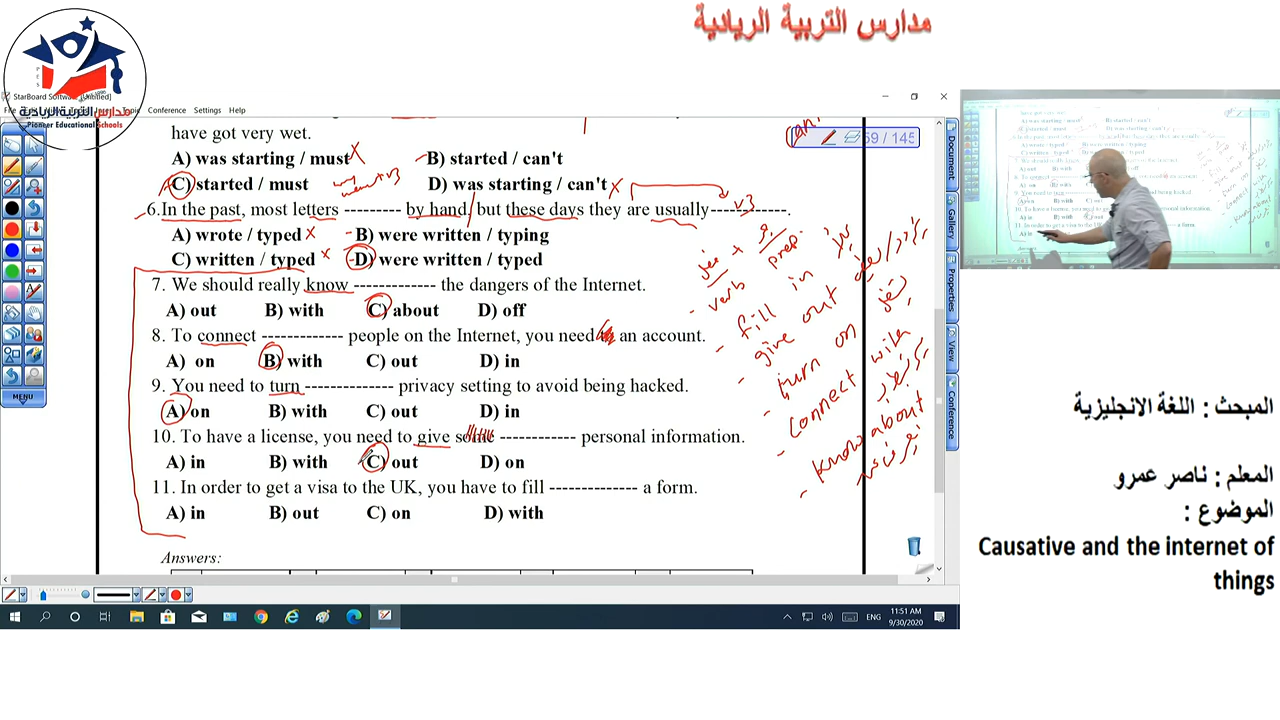 مدارس التربية الريادية
PES
مدارس التربية الريادية
Pioneer Educational Schools
StarBoard Software
Conference Settings Help
59 / 145
have got very wet.
A) was starting / must B) started / can't
C) started / must D) was starting / can't
6.In the past, most letters --------- by hand, but these days they are usually------------.
v3
A) wrote / typed B) were written / typing
C) written / typed D) were written / typed
7. We should really know ------------- the dangers of the Internet.
A) out B) with C) about D) off
8. To connect ------------- people on the Internet, you need an account.
A) on B) with C) out D) in
9. You need to turn -------------- privacy setting to avoid being hacked.
A) on B) with C) out D) in
10. To have a license, you need to give some ------------ personal information.
A) in B) with C) out D) on
11. In order to get a visa to the UK, you have to fill -------------- a form.
A) in B) out C) on D) with
Answers:
verb + prep.
- fill in
- give out
- turn on
- connect with
- know about
Document
Gallery
Properties
View
Conference
MENU
ENG
11:51 AM
9/30/2020
المبحث : اللغة الانجليزية
المعلم : ناصر عمرو
الموضوع :
Causative and the internet of
things